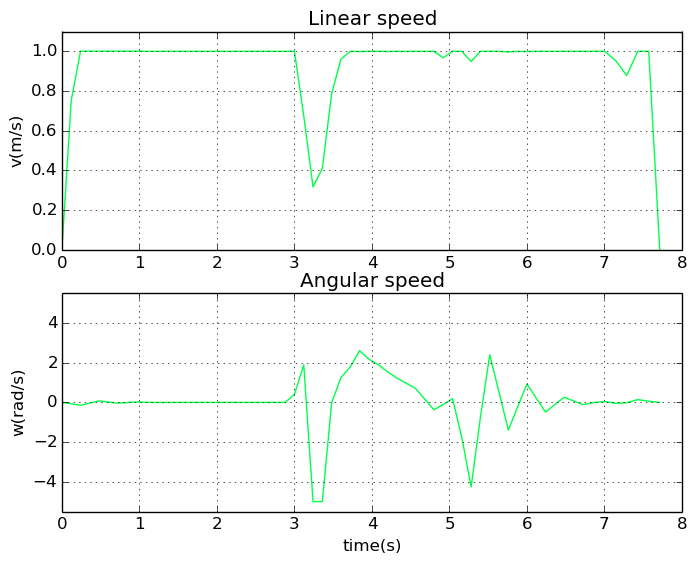 Linear speed
1.0
0.8
0.6
0.4
0.2
0.0
v(m/s)
0 1 2 3 4 5 6 7 8
Angular speed
4
2
0
−2
−4
w(rad/s)
0 1 2 3 4 5 6 7 8
time(s)